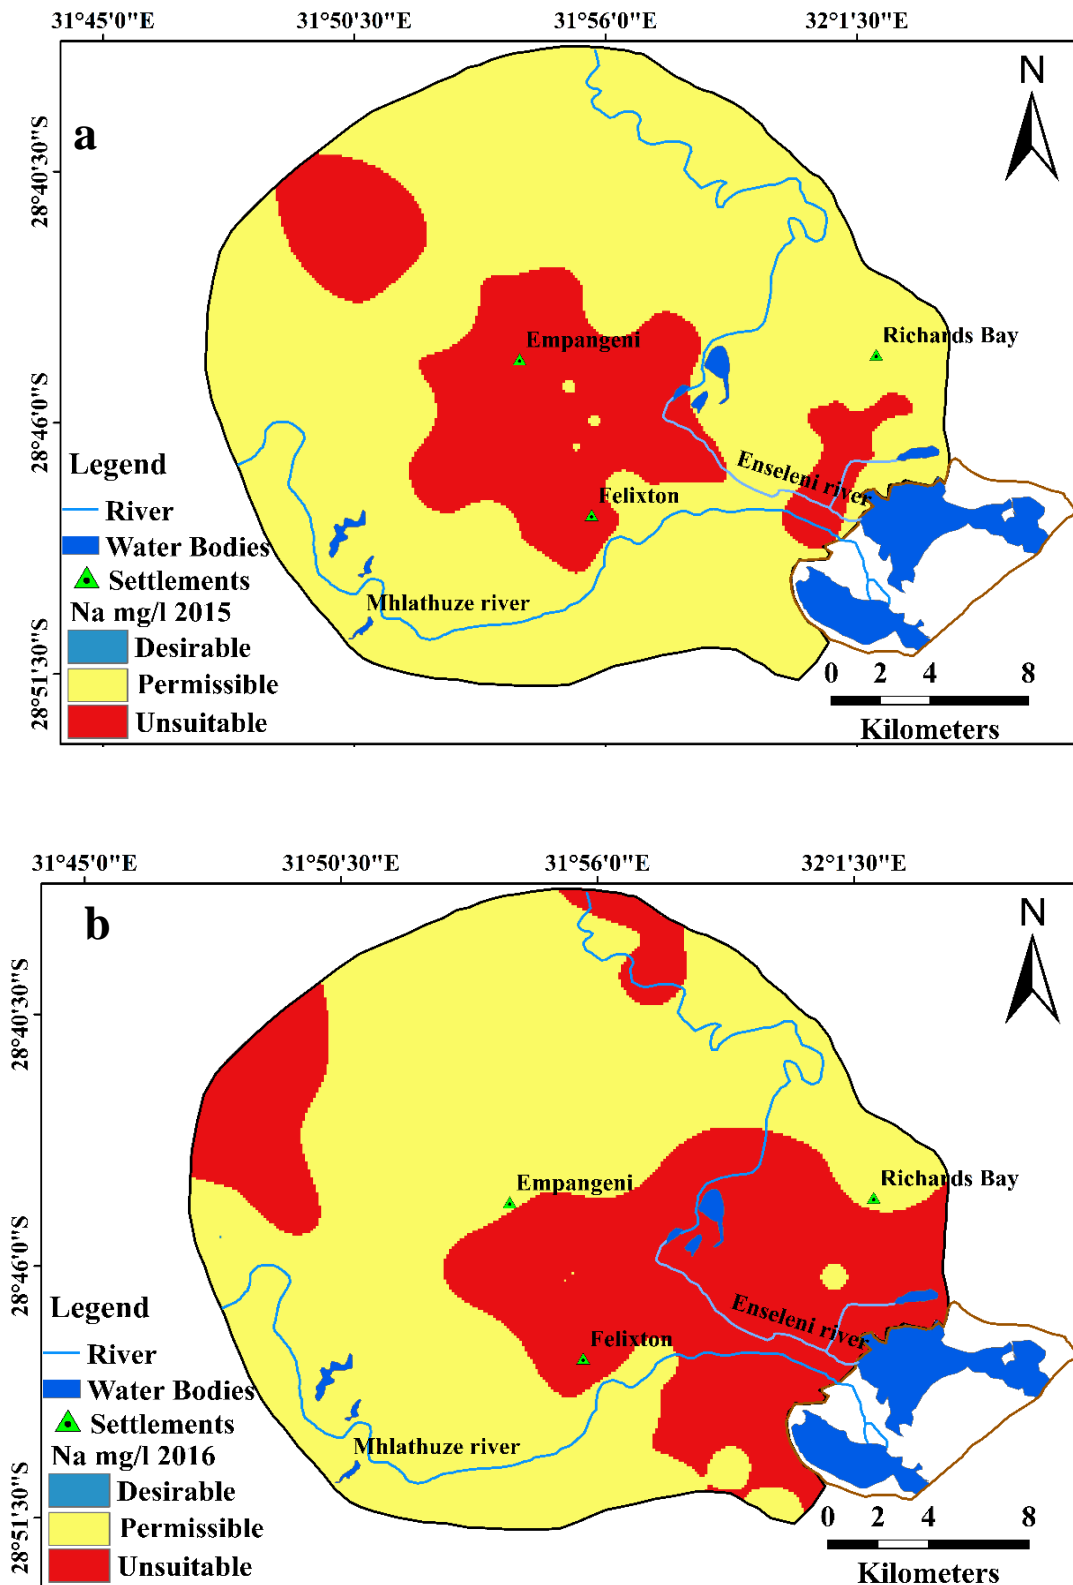 31°45'0"E 31°50'30"E 31°56'0"E 32°1'30"E
N
a
28°40'30"S
Empangeni
Richards Bay
28°46'0"S
Legend
Enseleni river
Felixton
River
Water Bodies
Settlements
Mhlathuze river
Na mg/l 2015
Desirable
Permissible
Unsuitable
28°51'30"S
0 2 4 8
Kilometers
31°45'0"E 31°50'30"E 31°56'0"E 32°1'30"E
N
b
28°40'30"S
Empangeni
Richards Bay
28°46'0"S
Legend
Enseleni river
Felixton
River
Water Bodies
Settlements
Mhlathuze river
Na mg/l 2016
Desirable
Permissible
Unsuitable
28°51'30"S
0 2 4 8
Kilometers